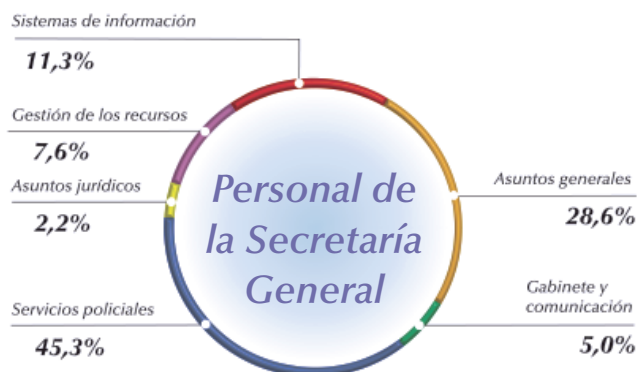 Sistemas de información
11,3%
Gestión de los recursos
7,6%
Asuntos jurídicos
2,2%
Servicios policiales
45,3%
Personal de
la Secretaría
General
Asuntos generales
28,6%
Gabinete y
comunicación
5,0%